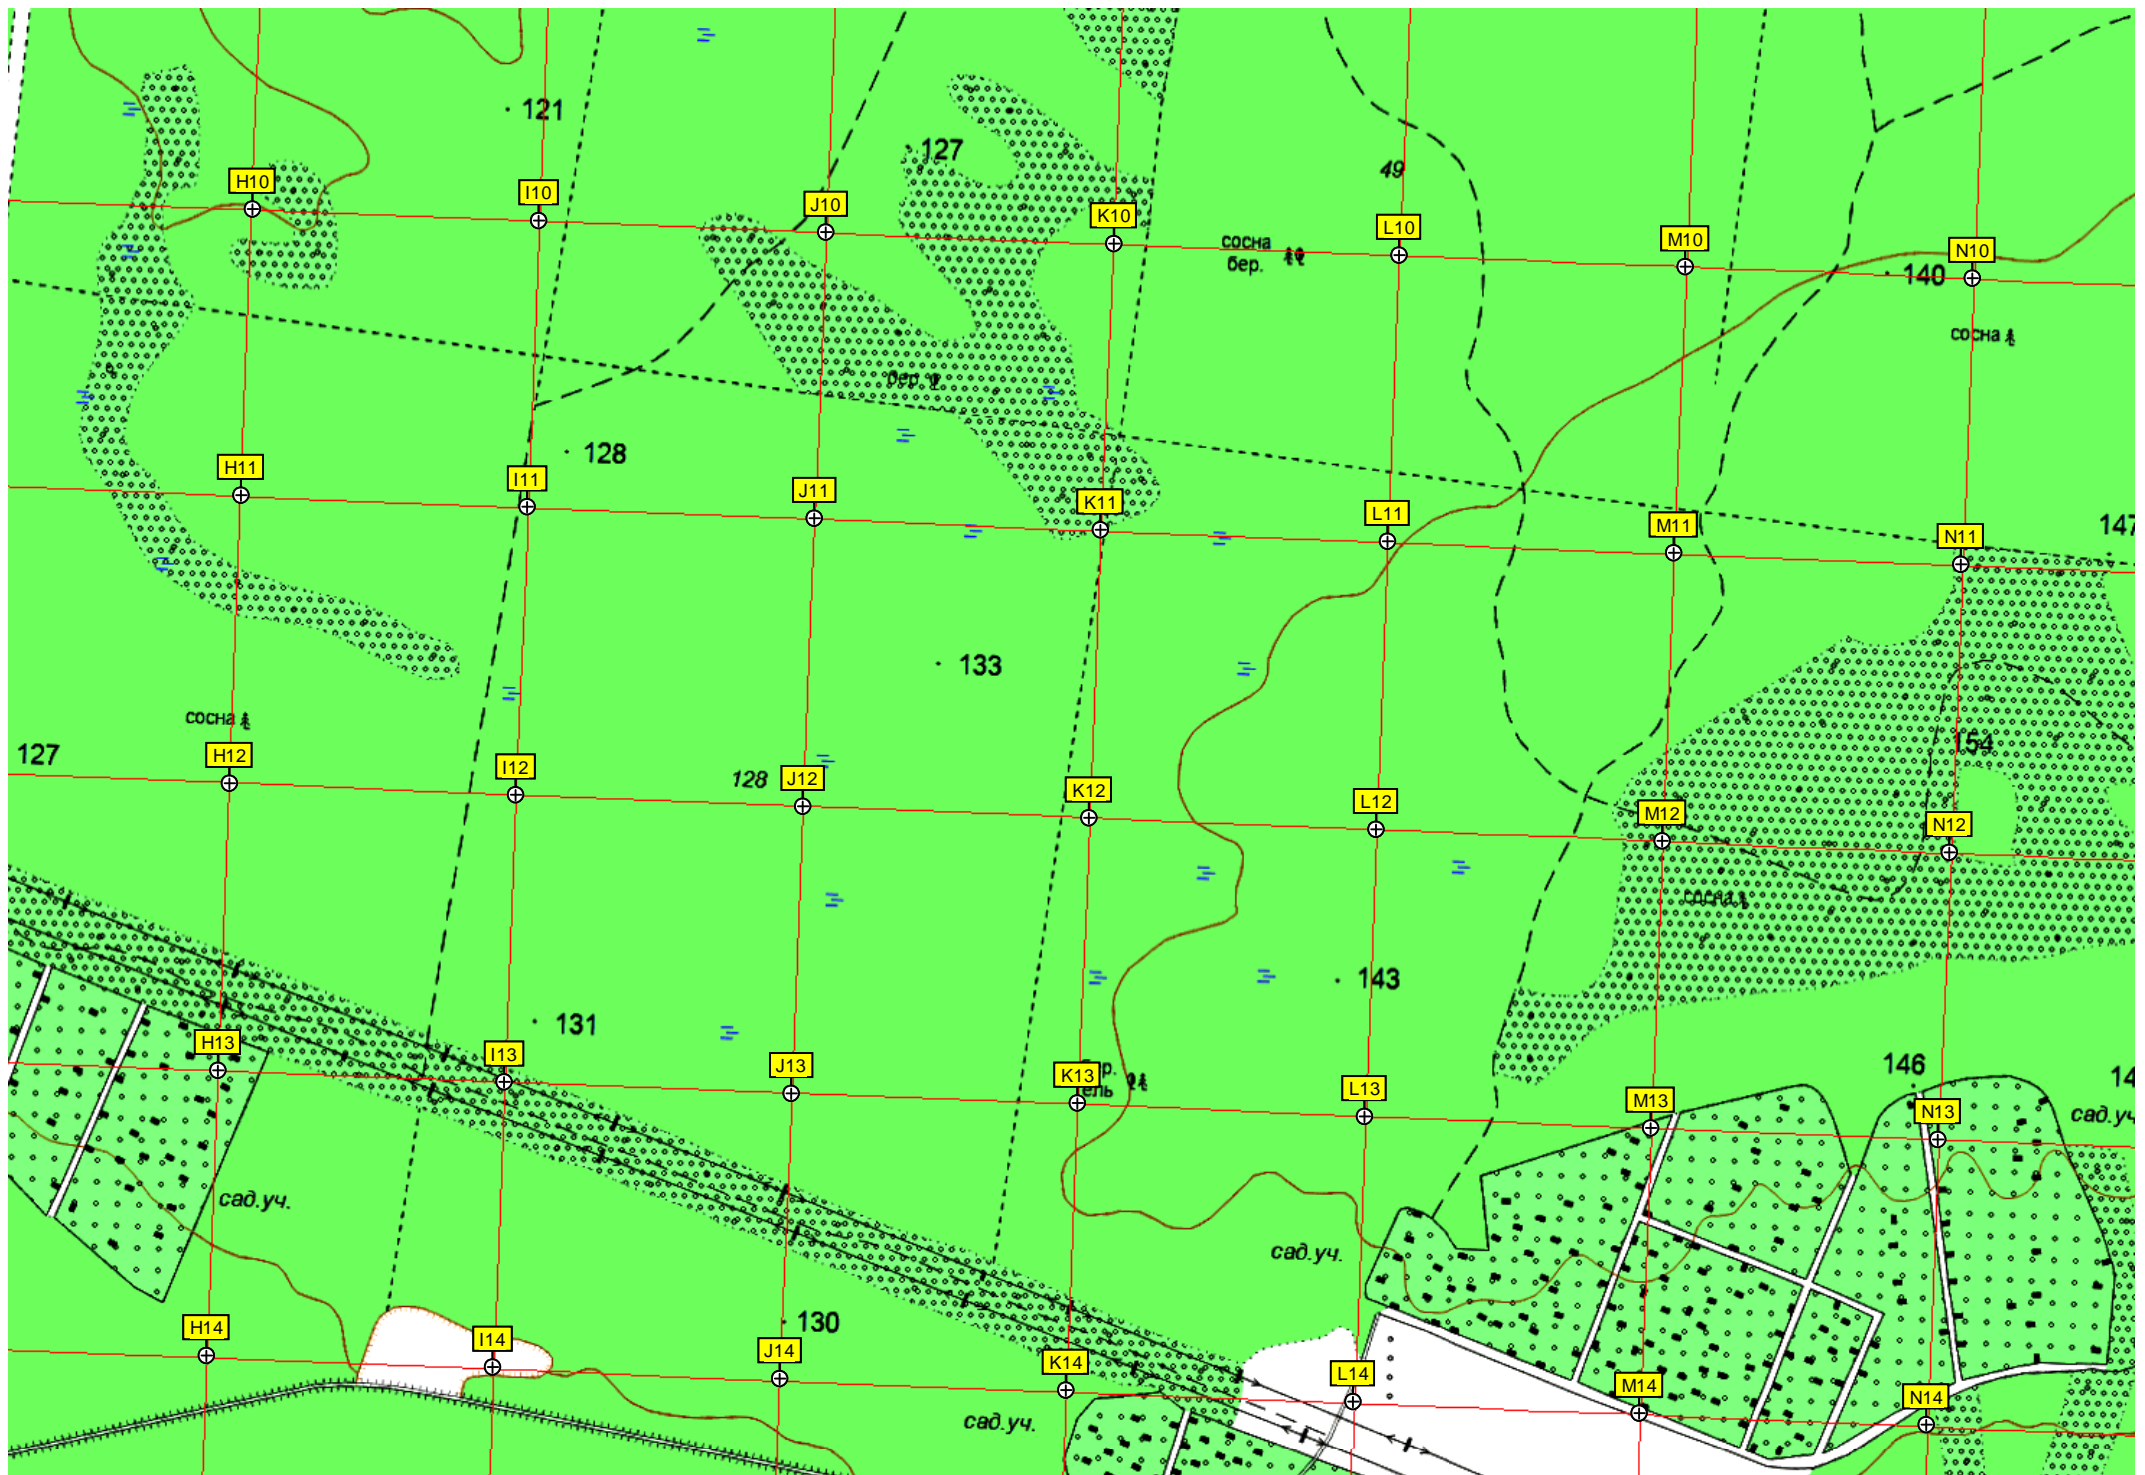 121
127
49
H10
I10
J10
K10
сосна
бер.
L10
M10
N10
140
сосна
бер.
128
H11
I11
J11
K11
L11
M11
N11
147
133
сосна
127
H12
I12
128
J12
K12
L12
M12
154
N12
сосна
143
131
H13
I13
J13
K13
ель
L13
M13
146
N13
сад.уч.
сад.уч.
130
H14
I14
J14
K14
L14
M14
N14
сад.уч.